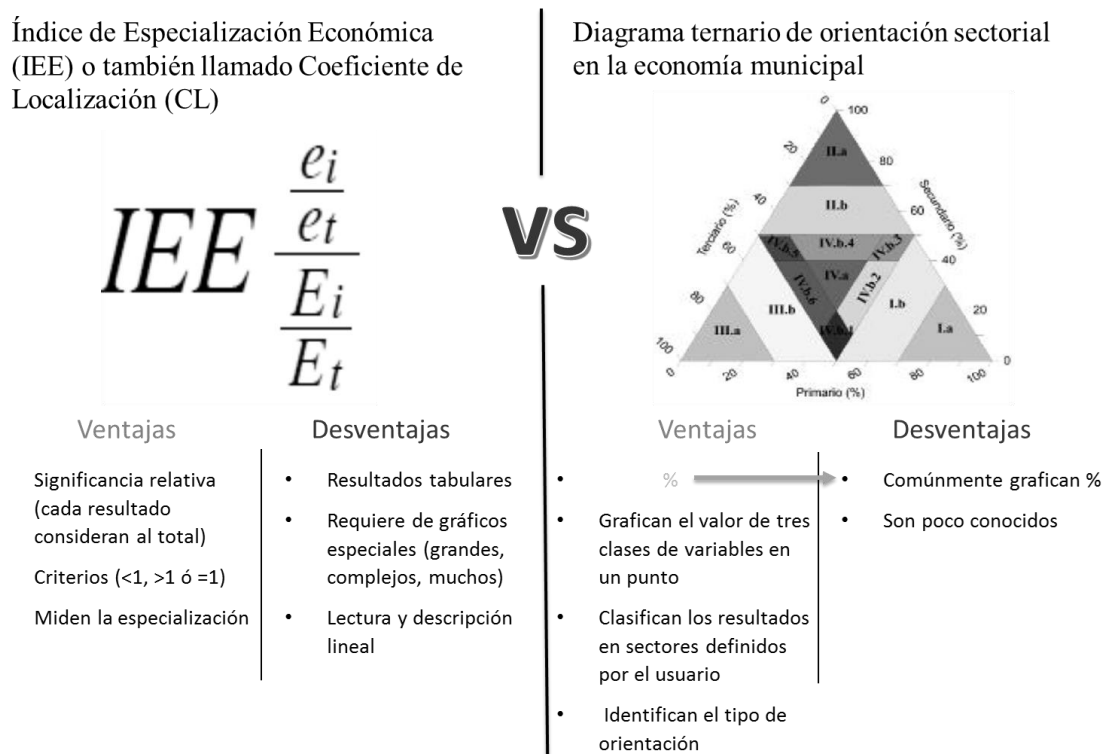 Índice de Especialización Económica
(IEE) o también llamado Coeficiente de
Localización (CL)
IEE
ei
et
Ei
Et
Ventajas
Significancia relativa
(cada resultado
consideran al total)
Criterios (<1, >1 ó =1)
Miden la especialización
Desventajas
• Resultados tabulares
• Requiere de gráficos
especiales (grandes,
complejos, muchos)
• Lectura y descripción
lineal
VS
Diagrama ternario de orientación sectorial
en la economía municipal
0
100
20
80
40
60
60
40
80
20
100
0
0
20
40
60
80
100
Terciario (%)
Secundario (%)
Primario (%)
II.a
II.b
IV.b.5
IV.b.4
IV.b.3
IV.a
IV.b.6
IV.b.2
III.b
I.b
III.a
IV.b.1
I.a
Ventajas
• %
• Grafican el valor de tres
clases de variables en
un punto
• Clasifican los resultados
en sectores definidos
por el usuario
• Identifican el tipo de
orientación
Desventajas
• Comúnmente grafican %
• Son poco conocidos